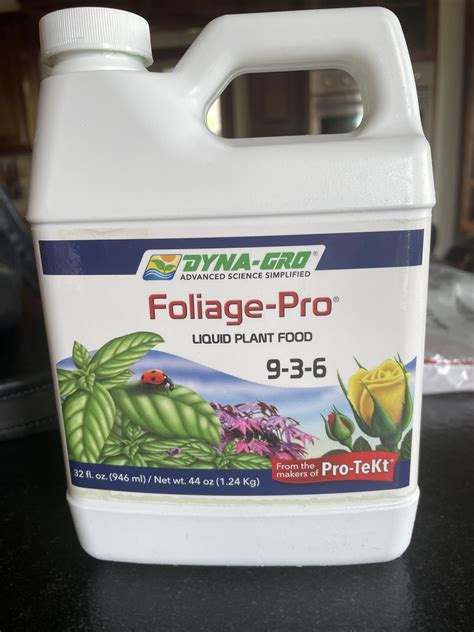 DYNA-GRO®
ADVANCED SCIENCE SIMPLIFIED
Foliage-Pro®
LIQUID PLANT FOOD
9-3-6
From the
makers of Pro-TeKt®
32 fl. oz. (946 ml) / Net wt. 44 oz (1.24 Kg)